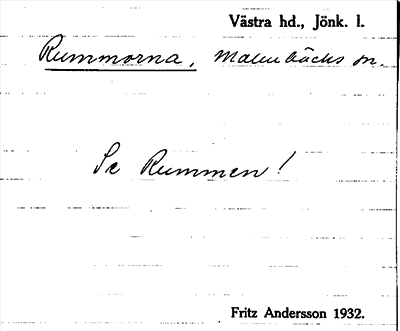 Västra hd., Jönk. l.
Rummorna, Malmbäcks sn.
Se Rummen!
Fritz Andersson 1932.